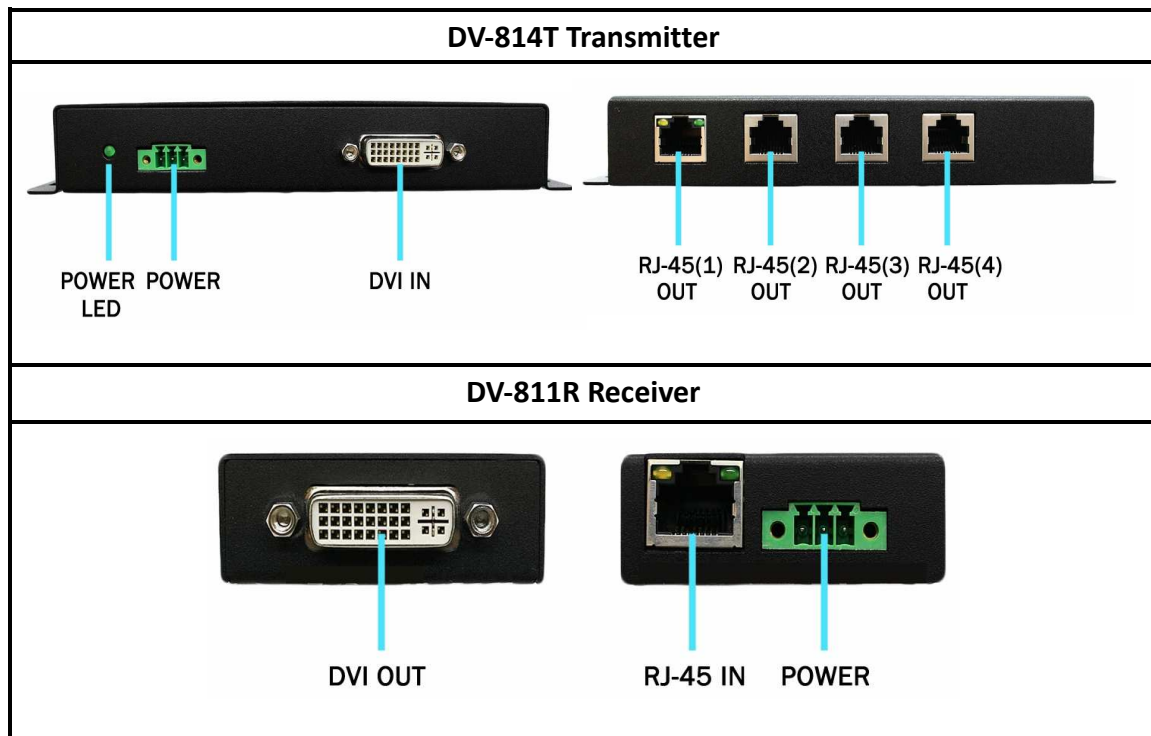 DV-814T Transmitter
POWER LED
POWER
DVI IN
RJ-45(1) OUT
RJ-45(2) OUT
RJ-45(3) OUT
RJ-45(4) OUT
DV-811R Receiver
DVI OUT
RJ-45 IN
POWER